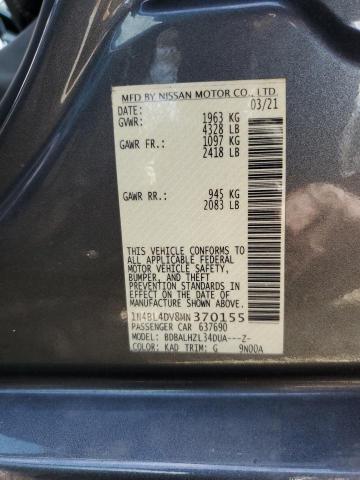 MFD BY NISSAN MOTOR CO., LTD.
DATE: 03/21
GVWR: 1963 KG
4328 LB
GAWR FR.: 1097 KG
2418 LB
GAWR RR.: 945 KG
2083 LB
THIS VEHICLE CONFORMS TO
ALL APPLICABLE FEDERAL
MOTOR VEHICLE SAFETY,
BUMPER, AND THEFT
PREVENTION STANDARDS IN
EFFECT ON THE DATE OF
MANUFACTURE SHOWN ABOVE.
1N4BL4DV8MN370155
PASSENGER CAR 637690
MODEL: BDBALHZL34DUA---Z-
COLOR: KAD TRIM: G 9N00A